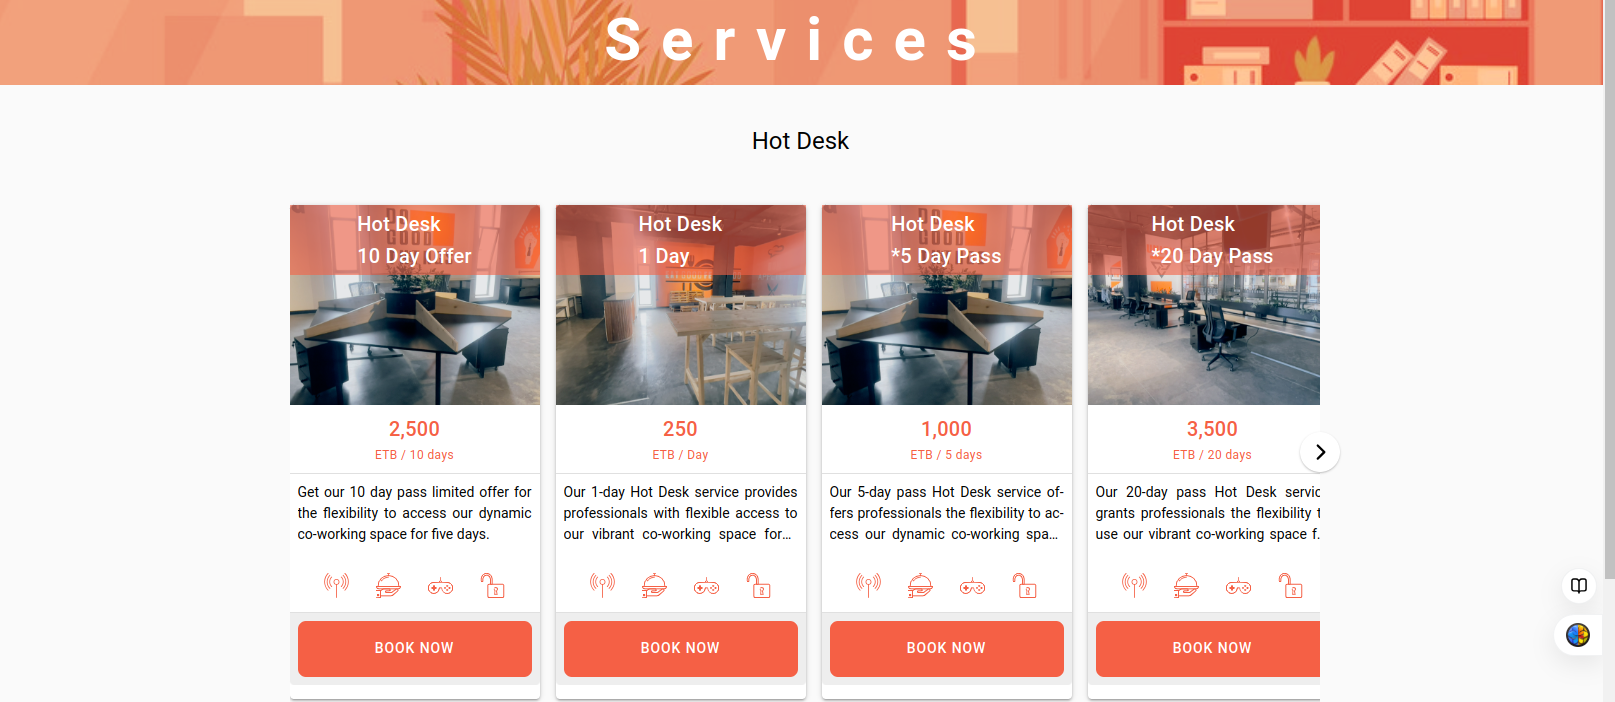 Services
Hot Desk
Hot Desk
10 Day Offer
2,500
ETB / 10 days
Get our 10 day pass limited offer for
the flexibility to access our dynamic
co-working space for five days.
BOOK NOW
Hot Desk
1 Day
250
ETB / Day
Our 1-day Hot Desk service provides
professionals with flexible access to
our vibrant co-working space for...
BOOK NOW
Hot Desk
*5 Day Pass
1,000
ETB / 5 days
Our 5-day pass Hot Desk service of-
fers professionals the flexibility to ac-
cess our dynamic co-working spa...
BOOK NOW
Hot Desk
*20 Day Pass
3,500
ETB / 20 days
Our 20-day pass Hot Desk servic
grants professionals the flexibility t
use our vibrant co-working space f.
BOOK NOW